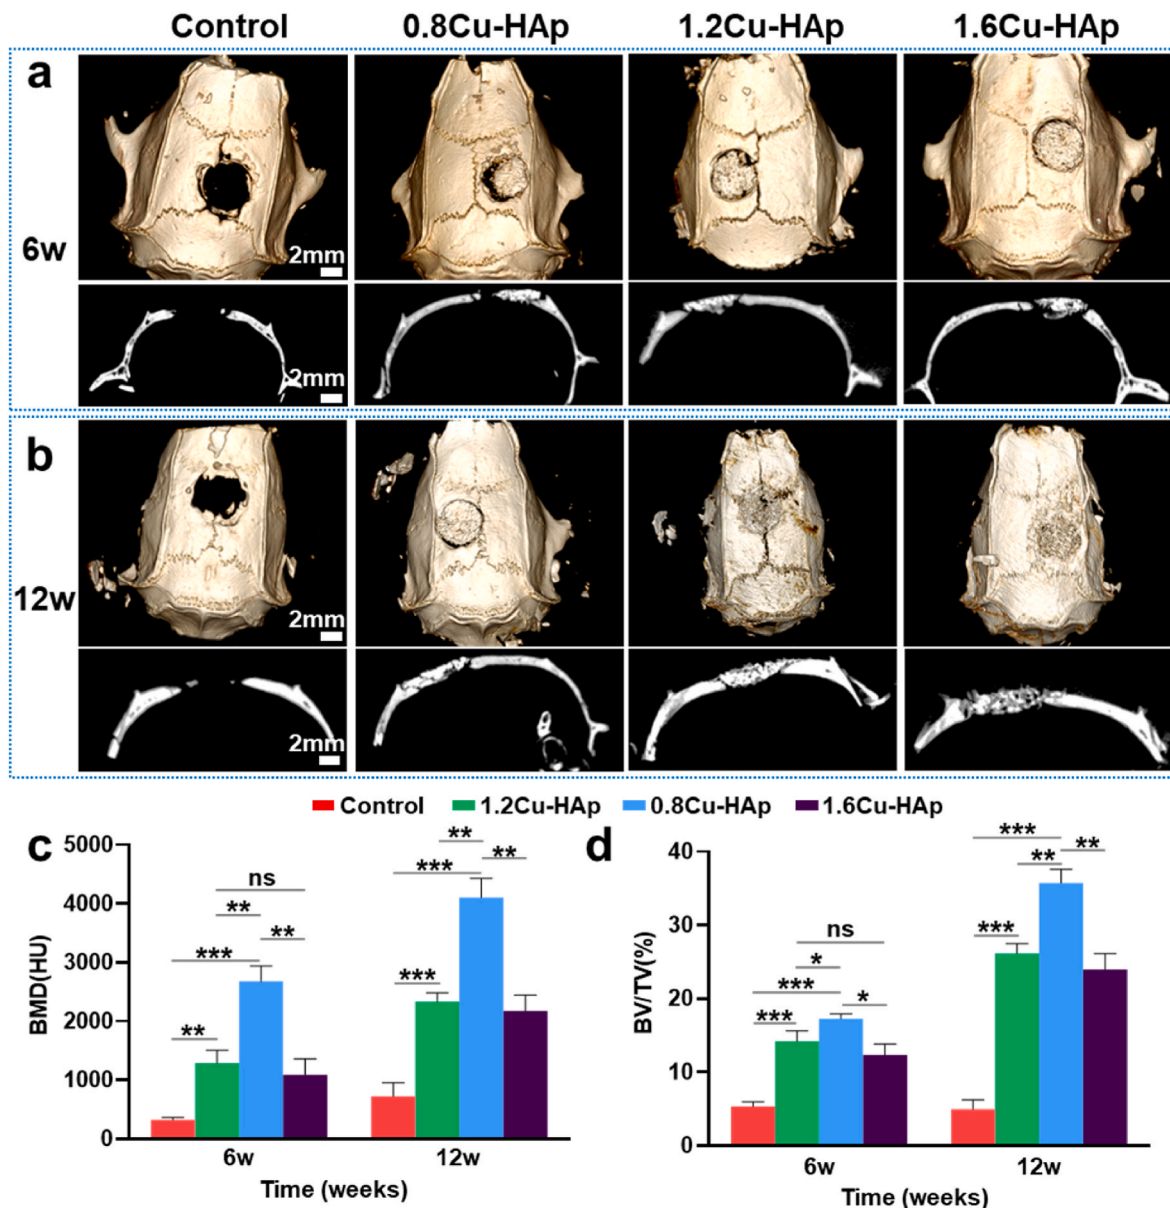 Control 0.8Cu-HAp 1.2Cu-HAp 1.6Cu-HAp
a
6w
2mm
2mm
b
12w
2mm
2mm
Control 1.2Cu-HAp 0.8Cu-HAp 1.6Cu-HAp
c
BMD(HU)
5000
4000
3000
2000
1000
0
** *** ** ** ns
*** *** ** **
6w 12w
Time (weeks)
d
BV/TV(%)
40
30
20
10
0
*** *** * * ns
*** *** ** **
6w 12w
Time (weeks)